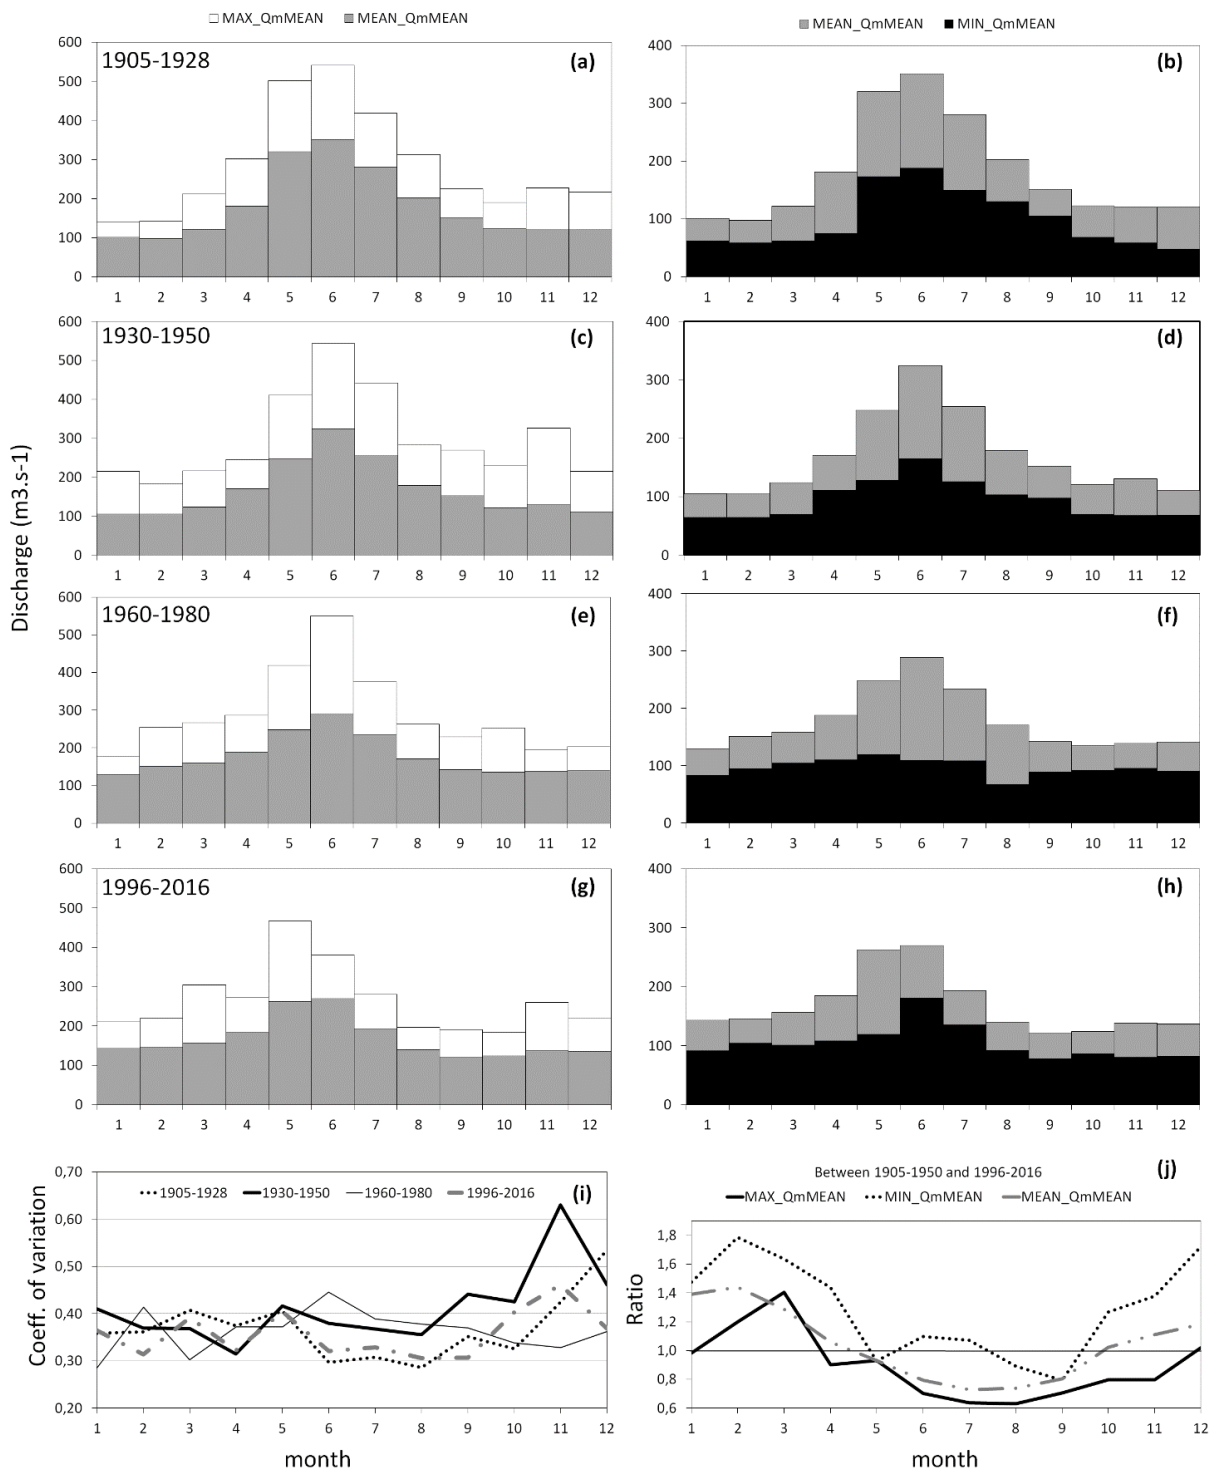 MAX_QmMEAN MEAN_QmMEAN
MEAN_QmMEAN MIN_QmMEAN
Discharge (m3.s-1)
1905-1928 (a)
600
500
400
300
200
100
0
1 2 3 4 5 6 7 8 9 10 11 12
(b)
400
300
200
100
0
1 2 3 4 5 6 7 8 9 10 11 12
1930-1950 (c)
600
500
400
300
200
100
0
1 2 3 4 5 6 7 8 9 10 11 12
(d)
400
300
200
100
0
1 2 3 4 5 6 7 8 9 10 11 12
1960-1980 (e)
600
500
400
300
200
100
0
1 2 3 4 5 6 7 8 9 10 11 12
(f)
400
300
200
100
0
1 2 3 4 5 6 7 8 9 10 11 12
1996-2016 (g)
600
500
400
300
200
100
0
1 2 3 4 5 6 7 8 9 10 11 12
(h)
400
300
200
100
0
1 2 3 4 5 6 7 8 9 10 11 12
Coeff. of variation
1905-1928 1930-1950 1960-1980 1996-2016 (i)
0,70
0,60
0,50
0,40
0,30
0,20
1 2 3 4 5 6 7 8 9 10 11 12
month
Between 1905-1950 and 1996-2016 (j)
MAX_QmMEAN MIN_QmMEAN MEAN_QmMEAN
Ratio
1,8
1,6
1,4
1,2
1,0
0,8
0,6
1 2 3 4 5 6 7 8 9 10 11 12
month